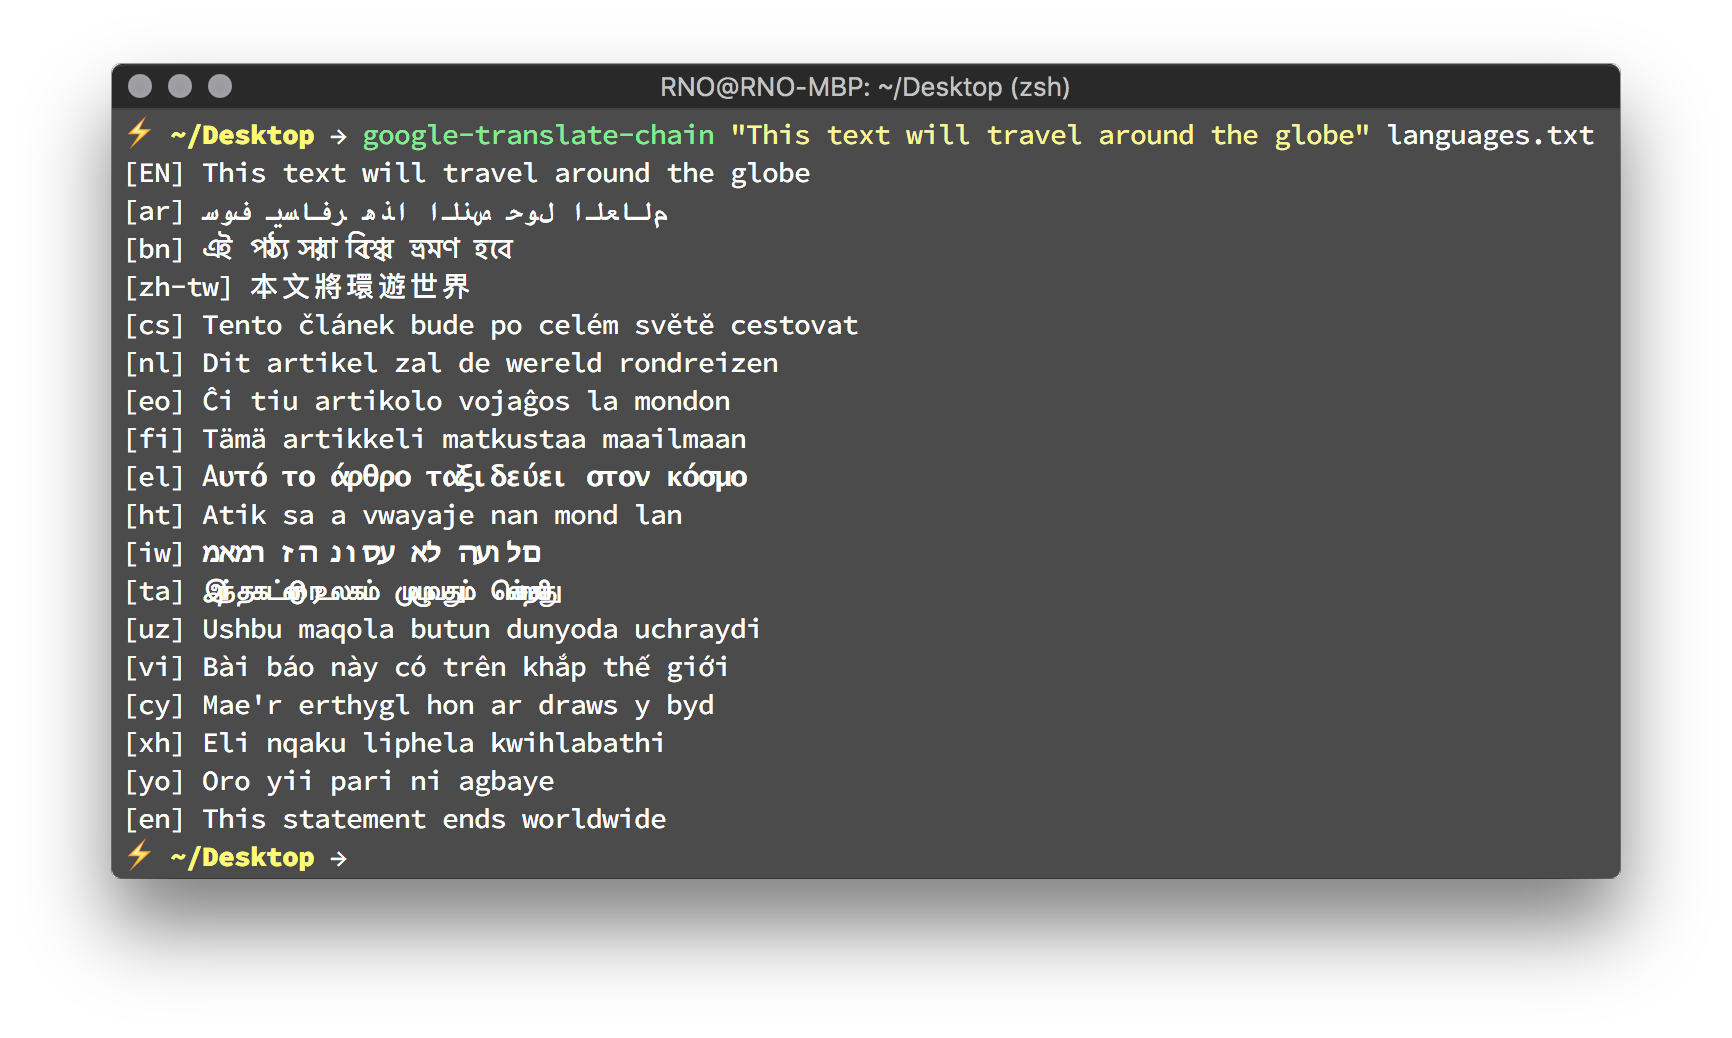 RNO@RNO-MBP: ~/Desktop (zsh)
⚡ ~/Desktop → google-translate-chain "This text will travel around the globe" languages.txt
[EN] This text will travel around the globe
[ar] سوف يسافر هذا النص حول العالم
[bn] এই পাঠ্য সারা বিশ্বে ভ্রমণ হবে
[zh-tw] 本文將環遊世界
[cs] Tento článek bude po celém světě cestovat
[nl] Dit artikel zal de wereld rondreizen
[eo] Ĉi tiu artikolo vojaĝos la mondon
[fi] Tämä artikkeli matkustaa maailmaan
[el] Αυτό το άρθρο ταξιδεύει στον κόσμο
[ht] Atik sa a vwayaje nan mond lan
[iw] מאמר זה נוסע לא העולם
[ta] இந்த கட்டுரை உலகம் முழுவதும்
[uz] Ushbu maqola butun dunyoda uchraydi
[vi] Bài báo này có trên khắp thế giới
[cy] Mae'r erthygl hon ar draws y byd
[xh] Eli nqaku liphela kwihlabathi
[yo] Oro yii pari ni agbaye
[en] This statement ends worldwide
⚡ ~/Desktop →